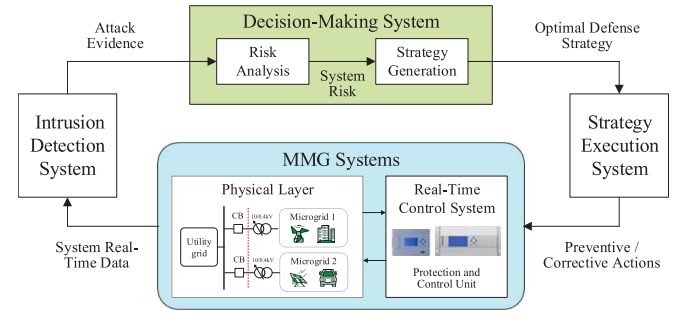 Decision-Making System
Attack
Evidence
Risk
Analysis
System
Risk
Strategy
Generation
Optimal Defense
Strategy
Intrusion
Detection
System
Strategy
Execution
System
MMG Systems
Physical Layer
Utility
grid
CB
10/0.4kV
Microgrid 1
CB
10/0.4kV
Microgrid 2
Real-Time
Control System
Protection and
Control Unit
System Real-
Time Data
Preventive /
Corrective Actions